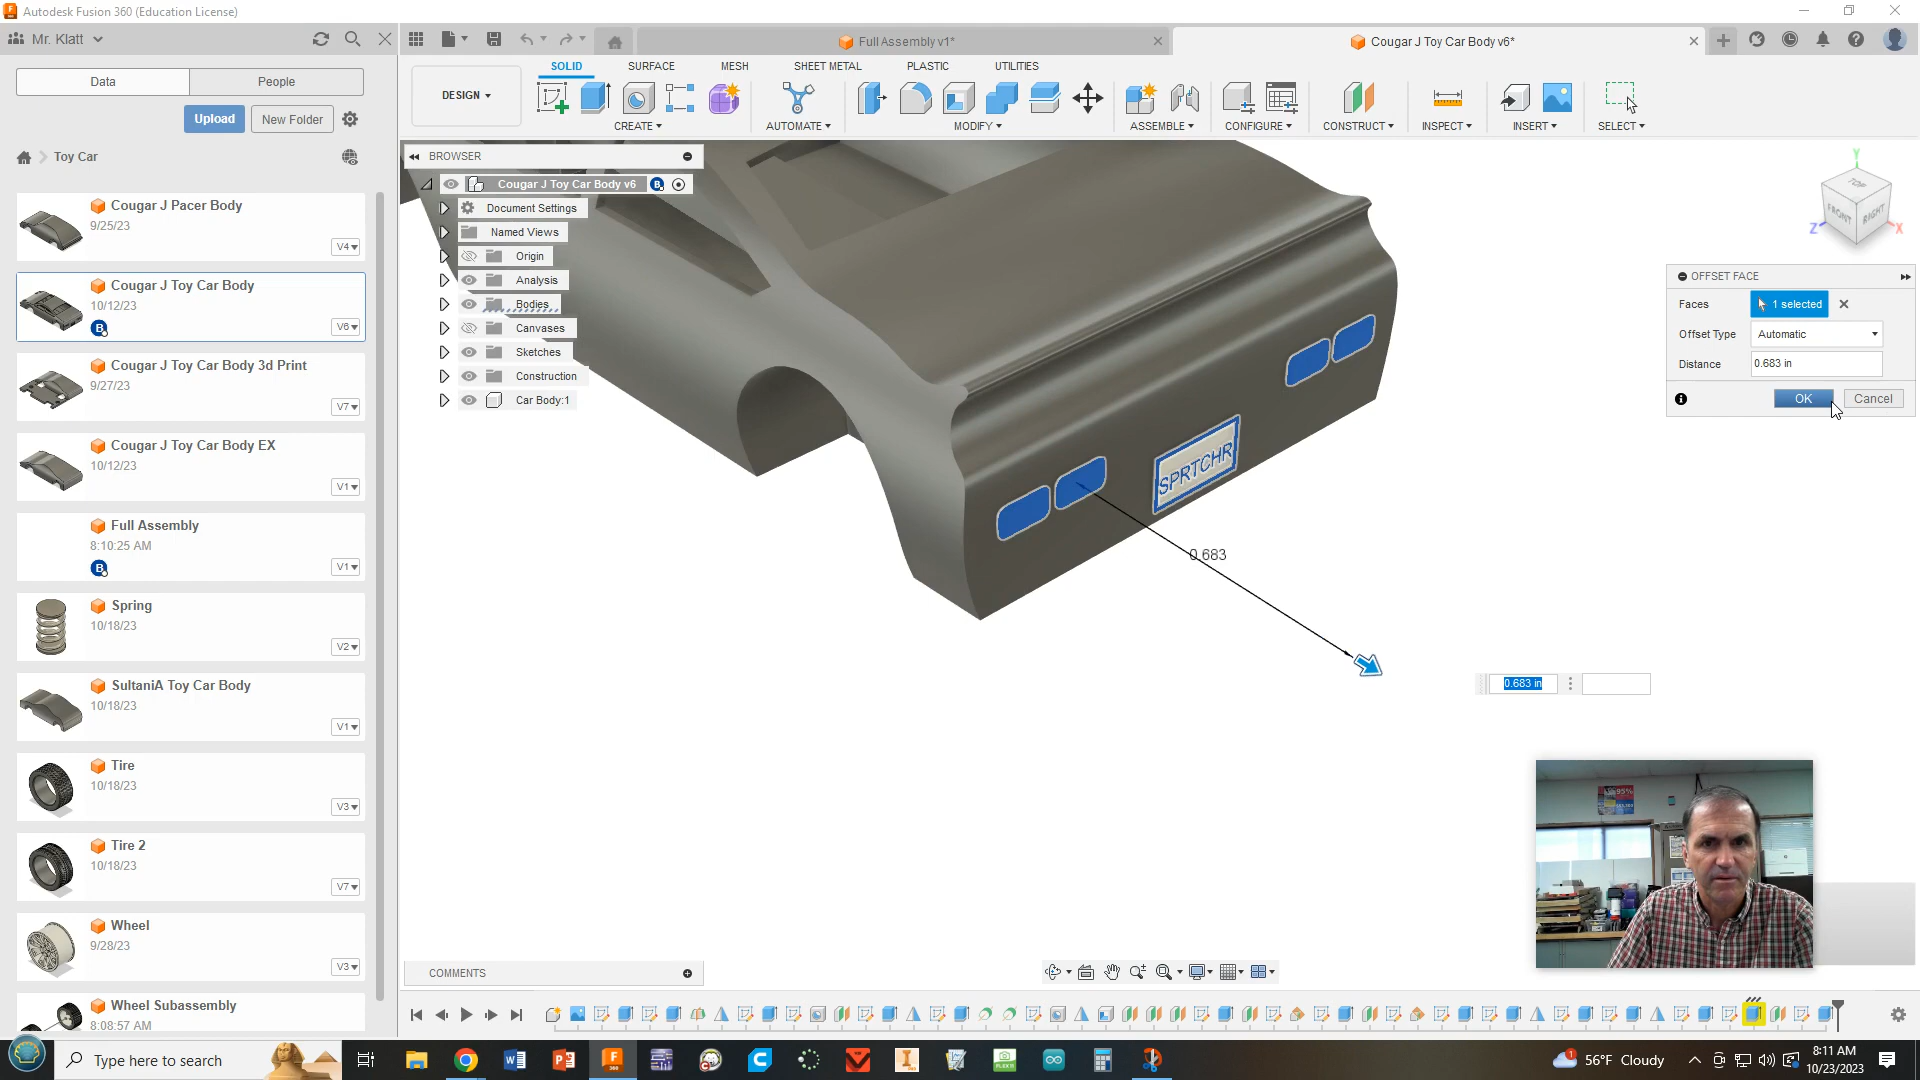 Autodesk Fusion 360 (Education License)
Mr. Klatt
Full Assembly v1*
Cougar J Toy Car Body v6*
Data
People
Upload
New Folder
Toy Car
Cougar J Pacer Body
9/25/23
V4
Cougar J Toy Car Body
10/12/23
V6
Cougar J Toy Car Body 3d Print
9/27/23
V7
Cougar J Toy Car Body EX
10/12/23
V1
Full Assembly
8:10:25 AM
V1
Spring
10/18/23
V2
SultaniA Toy Car Body
10/18/23
V1
Tire
10/18/23
V3
Tire 2
10/18/23
V7
Wheel
9/28/23
V3
Wheel Subassembly
8:08:57 AM
DESIGN
SOLID SURFACE MESH SHEET METAL PLASTIC UTILITIES
CREATE AUTOMATE MODIFY ASSEMBLE CONFIGURE CONSTRUCT INSPECT INSERT SELECT
BROWSER
Cougar J Toy Car Body v6
Document Settings
Named Views
Origin
Analysis
Bodies
Canvases
Sketches
Construction
Car Body:1
SPRTCHR
0.683
0.683 in
Y
TOP
FRONT RIGHT
Z X
OFFSET FACE
Faces 1 selected
Offset Type Automatic
Distance 0.683 in
OK Cancel
COMMENTS
Type here to search
56°F Cloudy
8:11 AM
10/23/2023